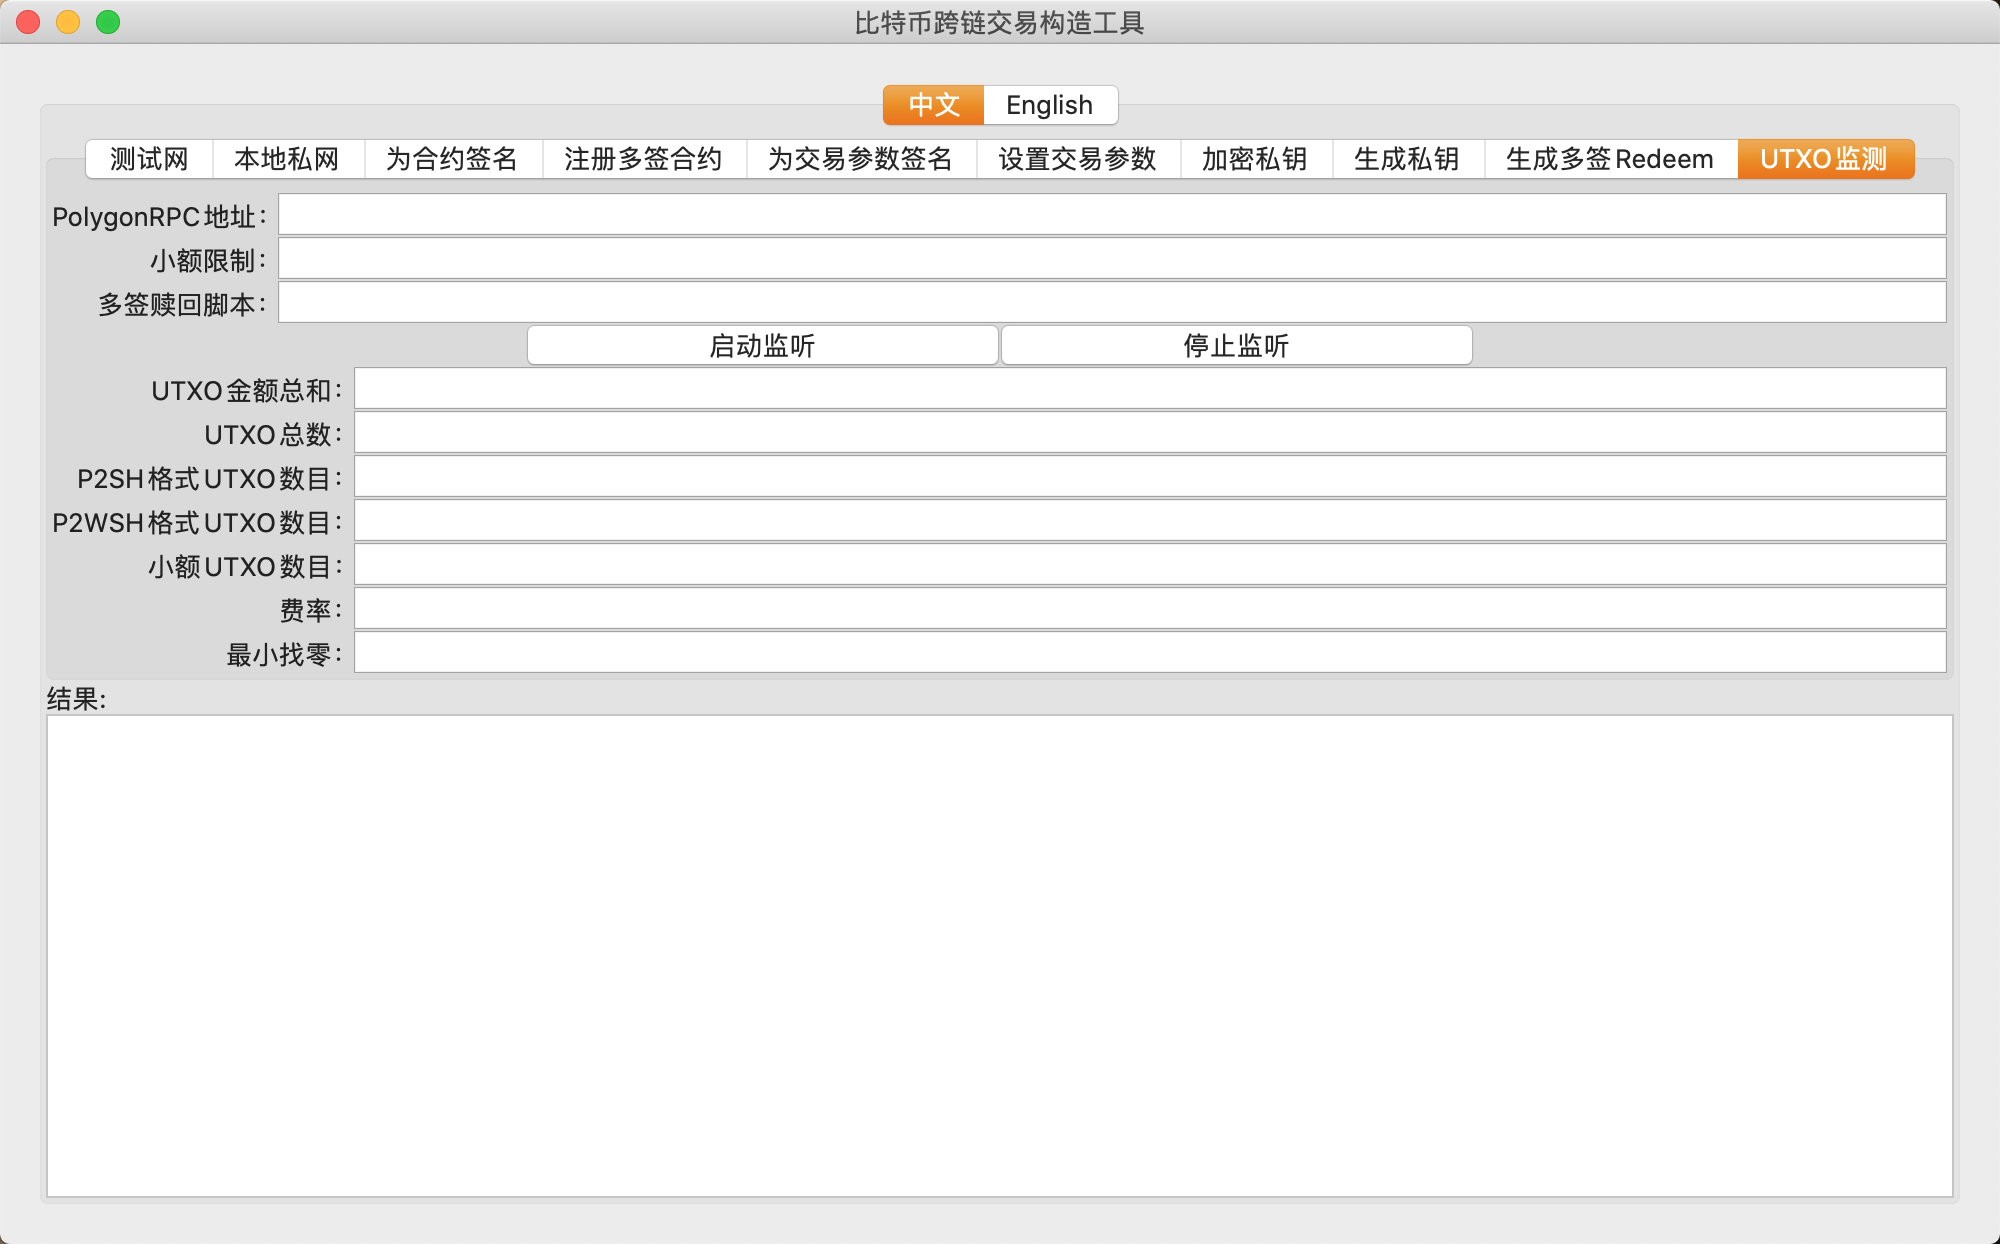 比特币跨链交易构造工具
中文 English
测试网 本地私网 为合约签名 注册多签合约 为交易参数签名 设置交易参数 加密私钥 生成私钥 生成多签Redeem UTXO监测
PolygonRPC地址：
小额限制：
多签赎回脚本：
启动监听 停止监听
UTXO金额总和：
UTXO总数：
P2SH格式UTXO数目：
P2WSH格式UTXO数目：
小额UTXO数目：
费率：
最小找零：
结果: